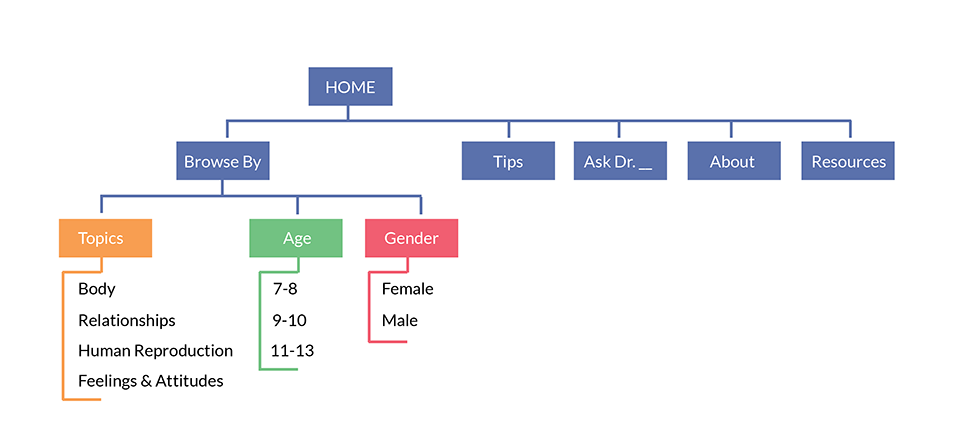 HOME
Browse By
Tips
Ask Dr. __
About
Resources
Topics
Age
Gender
Body
Relationships
Human Reproduction
Feelings & Attitudes
7-8
9-10
11-13
Female
Male